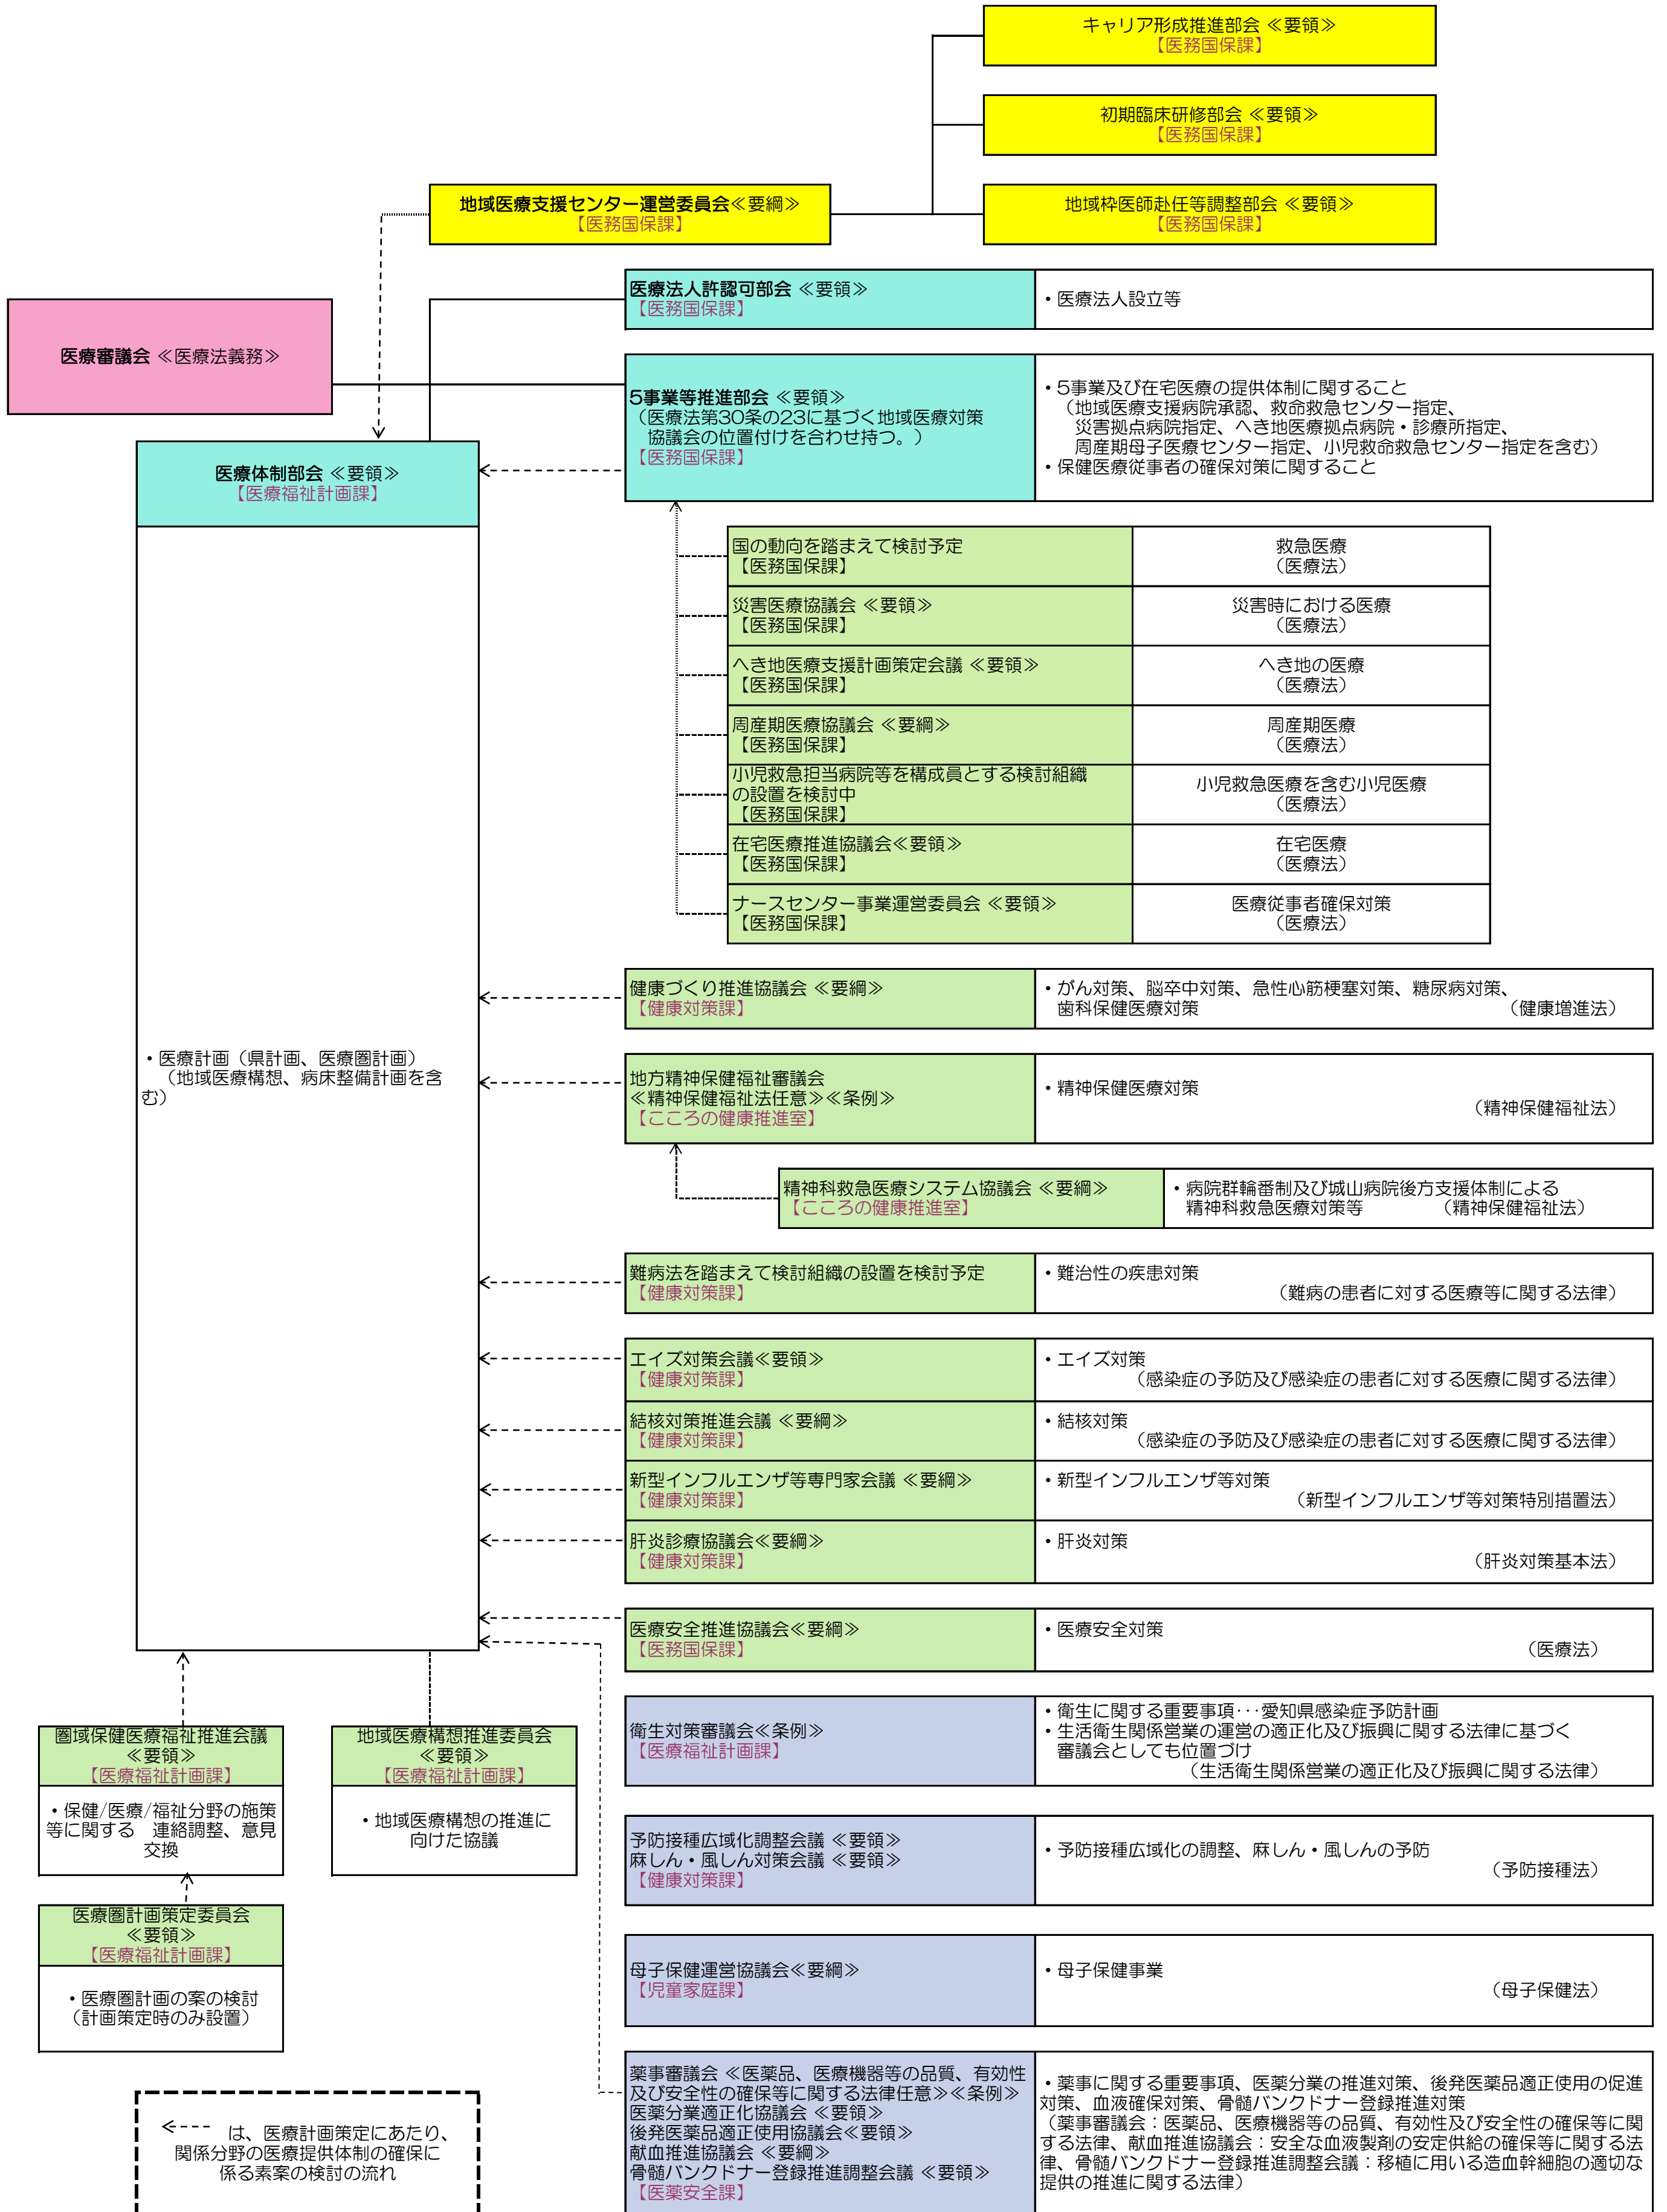 キャリア形成推進部会 ≪要領≫
【医務国保課】
初期臨床研修部会 ≪要領≫
【医務国保課】
地域医療支援センター運営委員会≪要綱≫
【医務国保課】
地域枠医師赴任等調整部会 ≪要領≫
【医務国保課】
医療法人許認可部会 ≪要領≫
【医務国保課】
・医療法人設立等
医療審議会 ≪医療法義務≫
5事業等推進部会 ≪要領≫
（医療法第30条の23に基づく地域医療対策
協議会の位置付けを合わせ持つ。）
【医務国保課】
・5事業及び在宅医療の提供体制に関すること
（地域医療支援病院承認、救命救急センター指定、
災害拠点病院指定、へき地医療拠点病院・診療所指定、
周産期母子医療センター指定、小児救命救急センター指定を含む）
・保健医療従事者の確保対策に関すること
医療体制部会 ≪要領≫
【医療福祉計画課】
・医療計画（県計画、医療圏計画）
（地域医療構想、病床整備計画を含
む）
国の動向を踏まえて検討予定
【医務国保課】
救急医療
（医療法）
災害医療協議会 ≪要領≫
【医務国保課】
災害時における医療
（医療法）
へき地医療支援計画策定会議 ≪要領≫
【医務国保課】
へき地の医療
（医療法）
周産期医療協議会 ≪要綱≫
【医務国保課】
周産期医療
（医療法）
小児救急担当病院等を構成員とする検討組織
の設置を検討中
【医務国保課】
小児救急医療を含む小児医療
（医療法）
在宅医療推進協議会≪要領≫
【医務国保課】
在宅医療
（医療法）
ナースセンター事業運営委員会 ≪要領≫
【医務国保課】
医療従事者確保対策
（医療法）
健康づくり推進協議会 ≪要綱≫
【健康対策課】
・がん対策、脳卒中対策、急性心筋梗塞対策、糖尿病対策、
歯科保健医療対策 （健康増進法）
地方精神保健福祉審議会
≪精神保健福祉法任意≫≪条例≫
【こころの健康推進室】
・精神保健医療対策
（精神保健福祉法）
精神科救急医療システム協議会 ≪要綱≫
【こころの健康推進室】
・病院群輪番制及び城山病院後方支援体制による
精神科救急医療対策等 （精神保健福祉法）
難病法を踏まえて検討組織の設置を検討予定
【健康対策課】
・難治性の疾患対策
（難病の患者に対する医療等に関する法律）
エイズ対策会議≪要領≫
【健康対策課】
・エイズ対策
（感染症の予防及び感染症の患者に対する医療に関する法律）
結核対策推進会議 ≪要綱≫
【健康対策課】
・結核対策
（感染症の予防及び感染症の患者に対する医療に関する法律）
新型インフルエンザ等専門家会議 ≪要綱≫
【健康対策課】
・新型インフルエンザ等対策
（新型インフルエンザ等対策特別措置法）
肝炎診療協議会≪要綱≫
【健康対策課】
・肝炎対策
（肝炎対策基本法）
医療安全推進協議会≪要綱≫
【医務国保課】
・医療安全対策
（医療法）
衛生対策審議会≪条例≫
【医療福祉計画課】
・衛生に関する重要事項･･･愛知県感染症予防計画
・生活衛生関係営業の運営の適正化及び振興に関する法律に基づく
審議会としても位置づけ
（生活衛生関係営業の適正化及び振興に関する法律）
圏域保健医療福祉推進会議
≪要領≫
【医療福祉計画課】
・保健/医療/福祉分野の施策
等に関する 連絡調整、意見
交換
地域医療構想推進委員会
≪要領≫
【医療福祉計画課】
・地域医療構想の推進に
向けた協議
予防接種広域化調整会議 ≪要領≫
麻しん・風しん対策会議 ≪要領≫
【健康対策課】
・予防接種広域化の調整、麻しん・風しんの予防
（予防接種法）
医療圏計画策定委員会
≪要領≫
【医療福祉計画課】
・医療圏計画の案の検討
（計画策定時のみ設置）
母子保健運営協議会≪要綱≫
【児童家庭課】
・母子保健事業
（母子保健法）
薬事審議会 ≪医薬品、医療機器等の品質、有効性
及び安全性の確保等に関する法律任意≫≪条例≫
医薬分業適正化協議会 ≪要領≫
後発医薬品適正使用協議会≪要領≫
献血推進協議会 ≪要綱≫
骨髄バンクドナー登録推進調整会議 ≪要領≫
【医薬安全課】
・薬事に関する重要事項、医薬分業の推進対策、後発医薬品適正使用の促進
対策、血液確保対策、骨髄バンクドナー登録推進対策
（薬事審議会：医薬品、医療機器等の品質、有効性及び安全性の確保等に関
する法律、献血推進協議会：安全な血液製剤の安定供給の確保等に関する法
律、骨髄バンクドナー登録推進調整会議：移植に用いる造血幹細胞の適切な
提供の推進に関する法律）
は、医療計画策定にあたり、
関係分野の医療提供体制の確保に
係る素案の検討の流れ